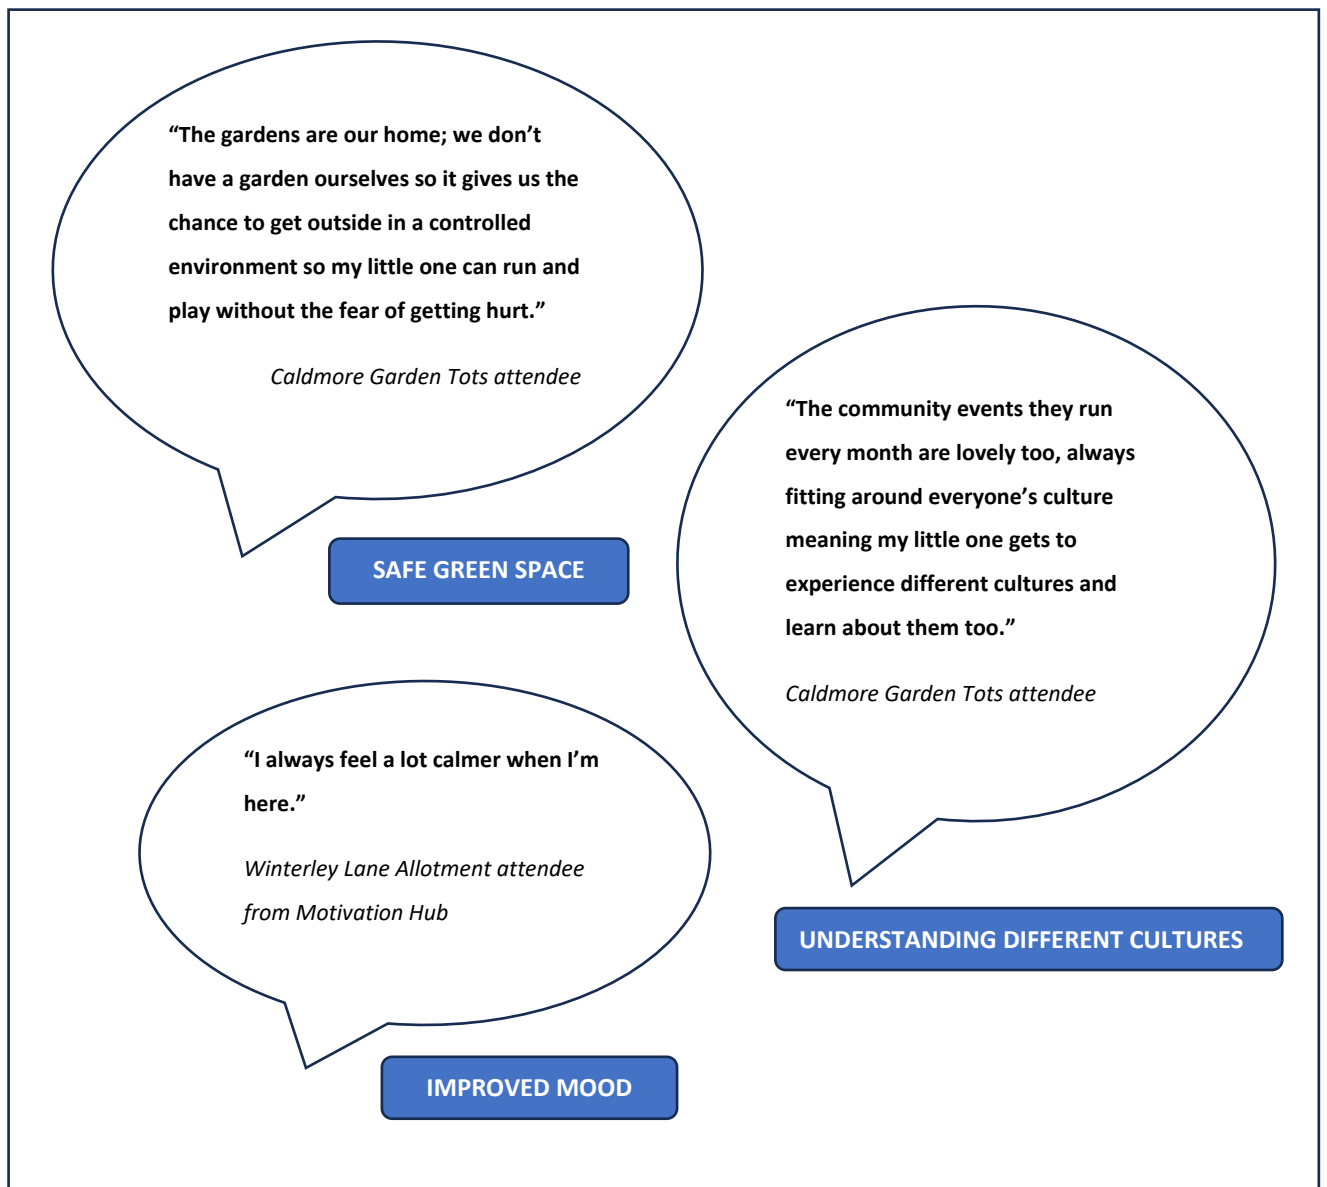 “The gardens are our home; we don’t
have a garden ourselves so it gives us the
chance to get outside in a controlled
environment so my little one can run and
play without the fear of getting hurt.”
Caldmore Garden Tots attendee
SAFE GREEN SPACE
“The community events they run
every month are lovely too, always
fitting around everyone’s culture
meaning my little one gets to
experience different cultures and
learn about them too.”
Caldmore Garden Tots attendee
UNDERSTANDING DIFFERENT CULTURES
“I always feel a lot calmer when I’m
here.”
Winterley Lane Allotment attendee
from Motivation Hub
IMPROVED MOOD